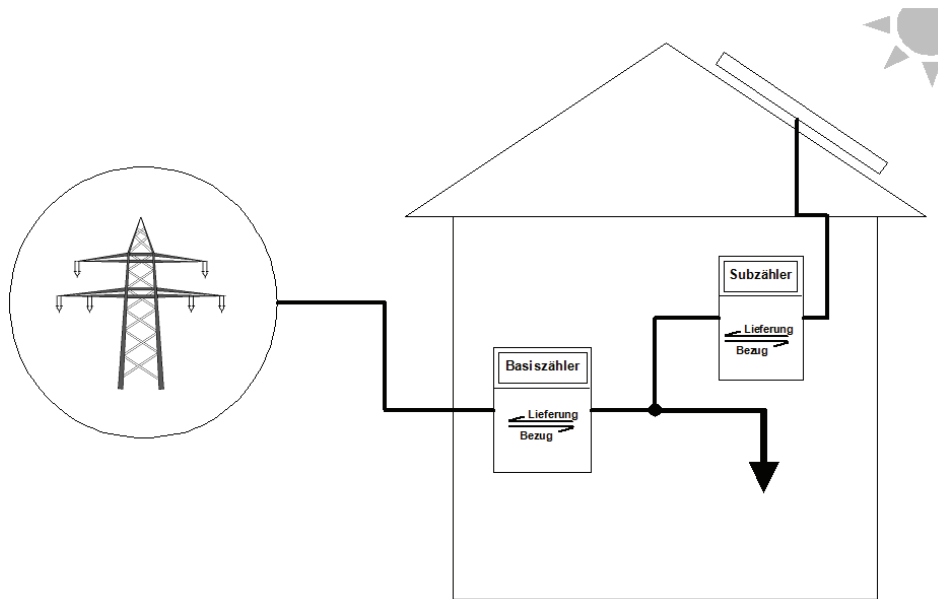 Subzähler
Lieferung
Bezug
Basiszähler
Lieferung
Bezug